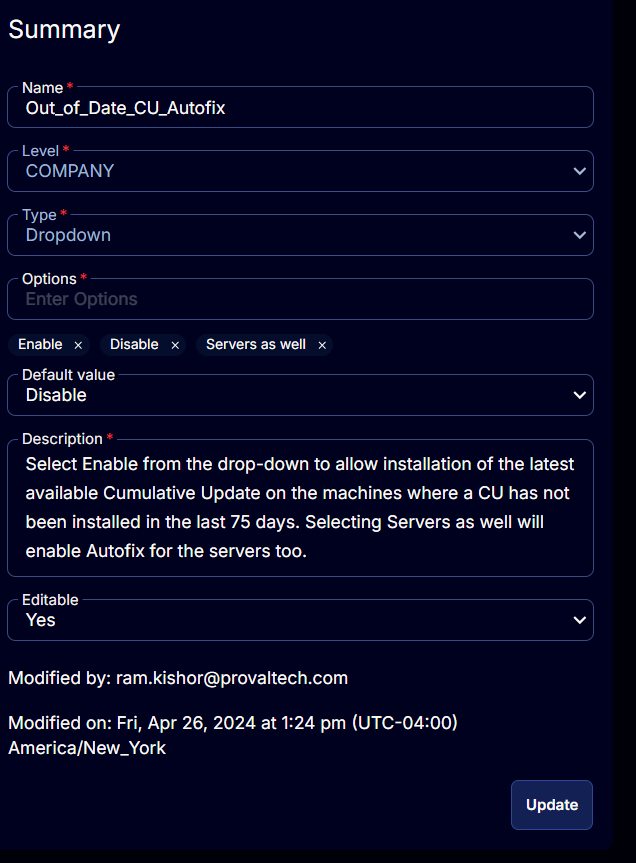 Summary
Name *
Out_of_Date_CU_Autofix
Level *
COMPANY
Type *
Dropdown
Options *
Enter Options
Enable × Disable × Servers as well ×
Default value
Disable
Description *
Select Enable from the drop-down to allow installation of the latest
available Cumulative Update on the machines where a CU has not
been installed in the last 75 days. Selecting Servers as well will
enable Autofix for the servers too.
Editable
Yes
Modified by: ram.kishor@provaltech.com
Modified on: Fri, Apr 26, 2024 at 1:24 pm (UTC-04:00)
America/New_York
Update